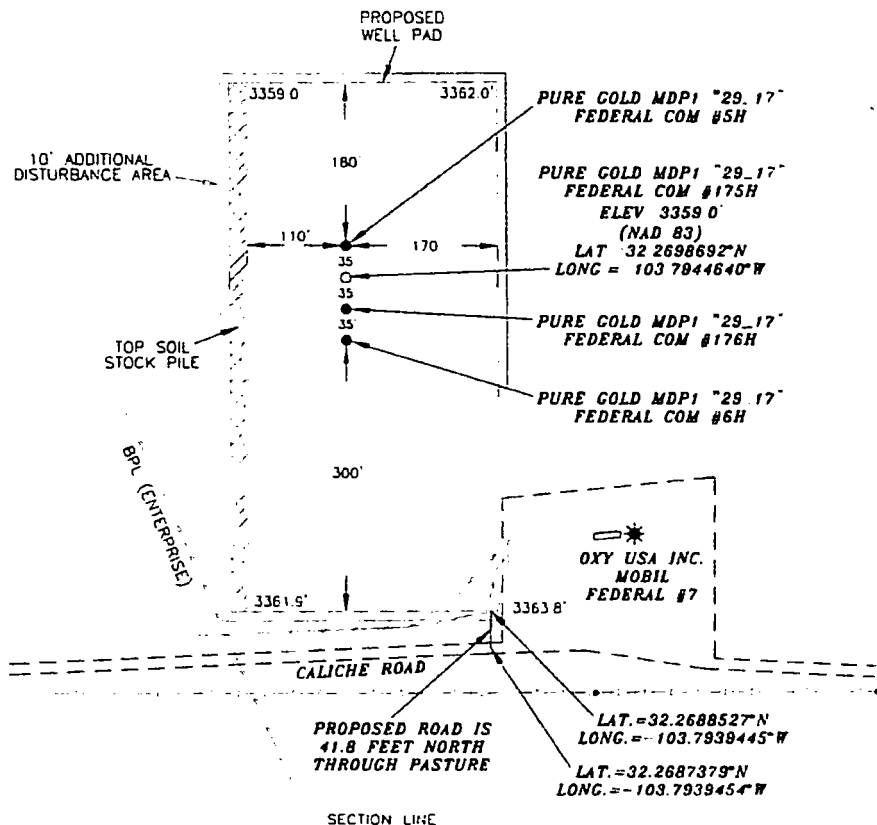 PROPOSED
WELL PAD
3359.0'
3362.0'
PURE GOLD MDP1 "29_17"
FEDERAL COM #5H
10' ADDITIONAL
DISTURBANCE AREA
180'
PURE GOLD MDP1 "29_17"
FEDERAL COM #175H
ELEV 3359.0'
(NAD 83)
LAT 32.2698692°N
LONG = 103.7944640°W
110'
170
35
35
35'
PURE GOLD MDP1 "29_17"
FEDERAL COM #176H
TOP SOIL
STOCK PILE
PURE GOLD MDP1 "29_17"
FEDERAL COM #6H
BPL (ENTERPRISE)
300'
OXY USA INC.
MOBIL
FEDERAL #7
3361.9'
3363.8'
CALICHE ROAD
PROPOSED ROAD IS
41.8 FEET NORTH
THROUGH PASTURE
LAT.=32.2688527°N
LONG.=-103.7939445°W
LAT.=32.2687379°N
LONG.=-103.7939454°W
SECTION LINE